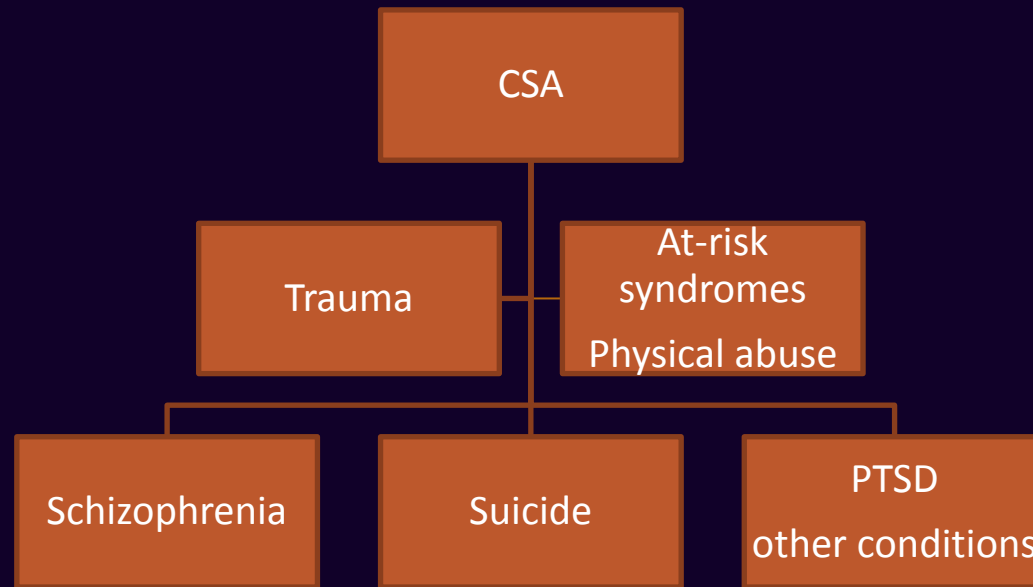 CSA
Trauma
At-risk
syndromes
Physical abuse
Schizophrenia
Suicide
PTSD
other conditions